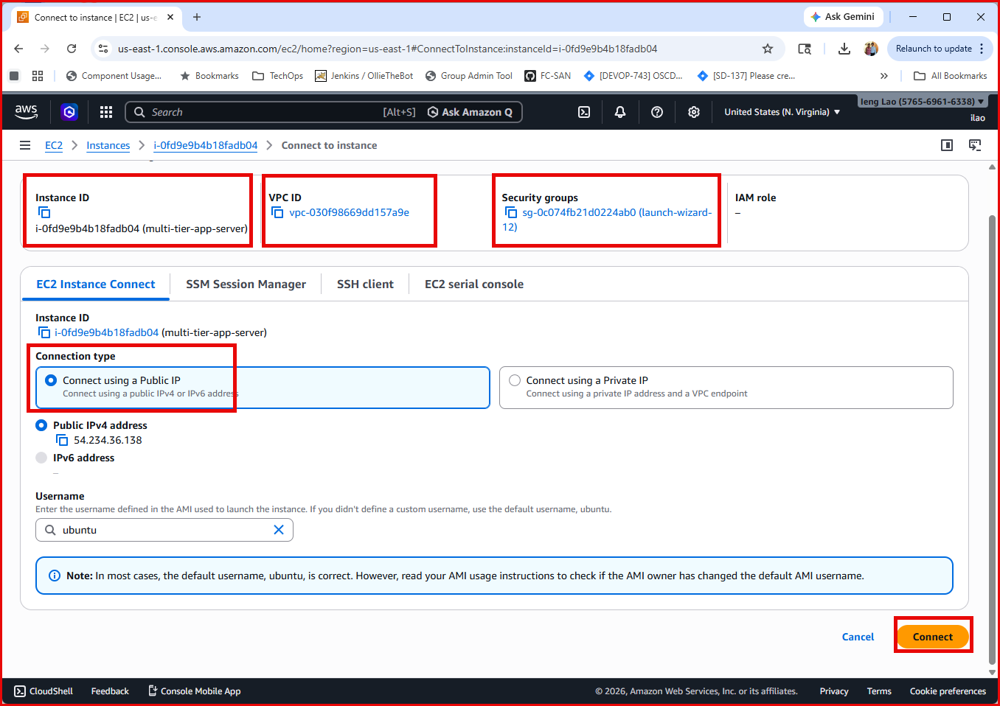 Connect to instance | EC2 | us-e
Ask Gemini
us-east-1.console.aws.amazon.com/ec2/home?region=us-east-1#ConnectToInstance:instanceId=i-0fd9e9b4b18fadb04
Relaunch to update
Component Usage...
Bookmarks
TechOps
Jenkins / OllieTheBot
Group Admin Tool
FC-SAN
[DEVOP-743] OSCD...
[SD-137] Please cre...
All Bookmarks
aws
Search
[Alt+S]
Ask Amazon Q
United States (N. Virginia)
Ieng Lao (5765-6961-6338)
ilao
EC2
Instances
i-0fd9e9b4b18fadb04
Connect to instance
Instance ID
i-0fd9e9b4b18fadb04 (multi-tier-app-server)
VPC ID
vpc-030f98669dd157a9e
Security groups
sg-0c074fb21d0224ab0 (launch-wizard-
12)
IAM role
–
EC2 Instance Connect
SSM Session Manager
SSH client
EC2 serial console
Instance ID
i-0fd9e9b4b18fadb04 (multi-tier-app-server)
Connection type
Connect using a Public IP
Connect using a public IPv4 or IPv6 address
Connect using a Private IP
Connect using a private IP address and a VPC endpoint
Public IPv4 address
54.234.36.138
IPv6 address
–
Username
Enter the username defined in the AMI used to launch the instance. If you didn't define a custom username, use the default username, ubuntu.
ubuntu
Note: In most cases, the default username, ubuntu, is correct. However, read your AMI usage instructions to check if the AMI owner has changed the default AMI username.
Cancel
Connect
CloudShell
Feedback
Console Mobile App
© 2026, Amazon Web Services, Inc. or its affiliates.
Privacy
Terms
Cookie preferences